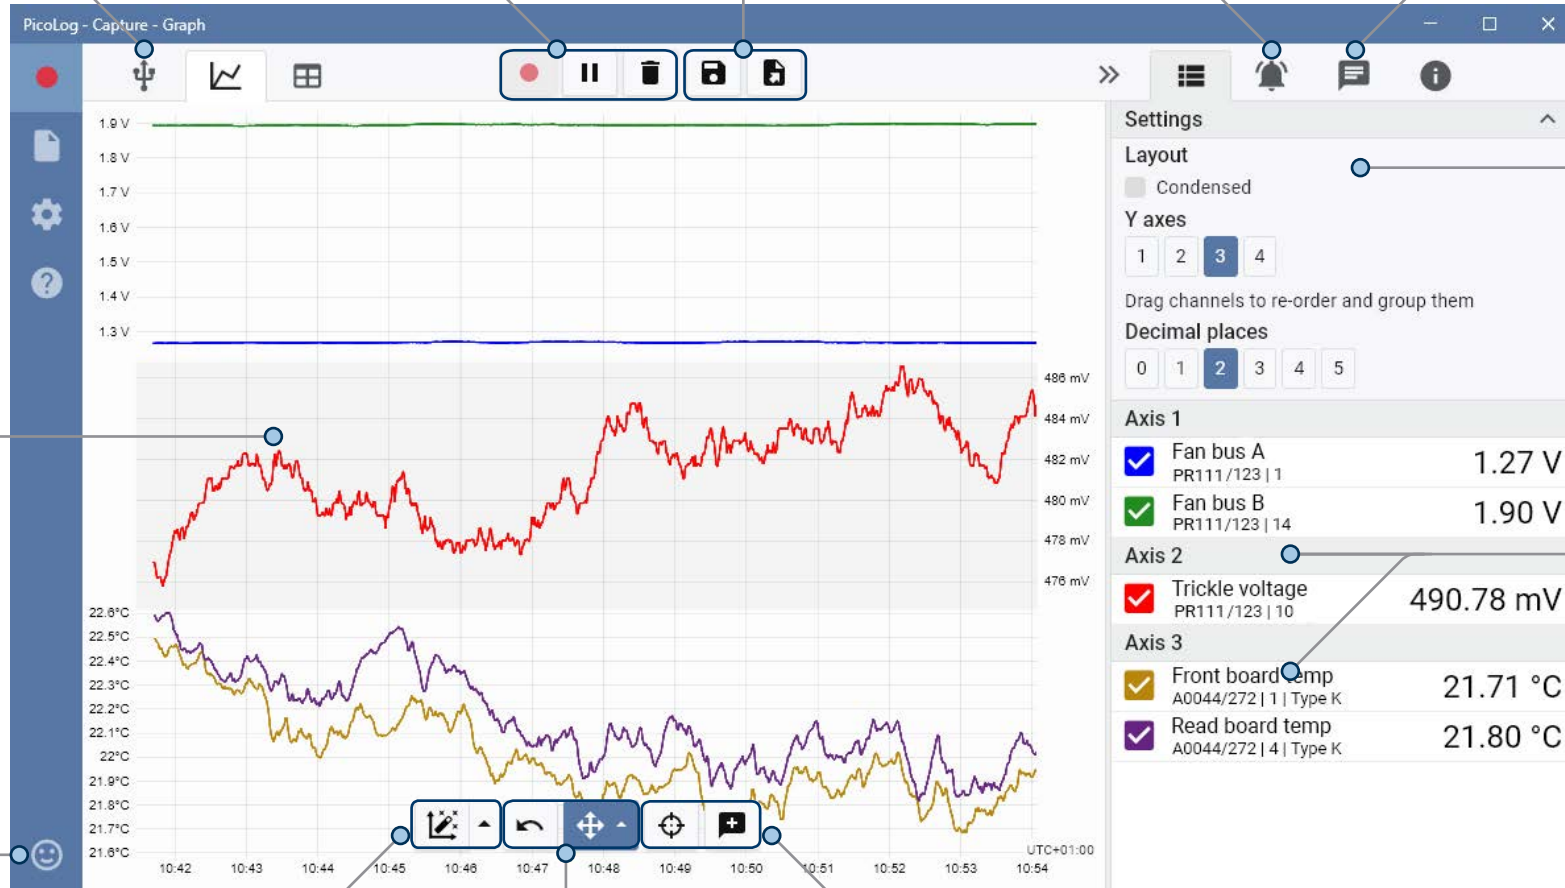 PicoLog - Capture - Graph
Settings
Layout
Condensed
Y axes
1 2 3 4
Drag channels to re-order and group them
Decimal places
0 1 2 3 4 5
Axis 1
Fan bus A
PR111/123 | 1
1.27 V
Fan bus B
PR111/123 | 14
1.90 V
Axis 2
Trickle voltage
PR111/123 | 10
490.78 mV
Axis 3
Front board temp
A0044/272 | 1 | Type K
21.71 °C
Read board temp
A0044/272 | 4 | Type K
21.80 °C
1.9 V
1.8 V
1.7 V
1.6 V
1.5 V
1.4 V
1.3 V
486 mV
484 mV
482 mV
480 mV
478 mV
476 mV
22.6°C
22.5°C
22.4°C
22.3°C
22.2°C
22.1°C
22°C
21.9°C
21.8°C
21.7°C
21.6°C
UTC+01:00
10:42 10:43 10:44 10:45 10:46 10:47 10:48 10:49 10:50 10:51 10:52 10:53 10:54